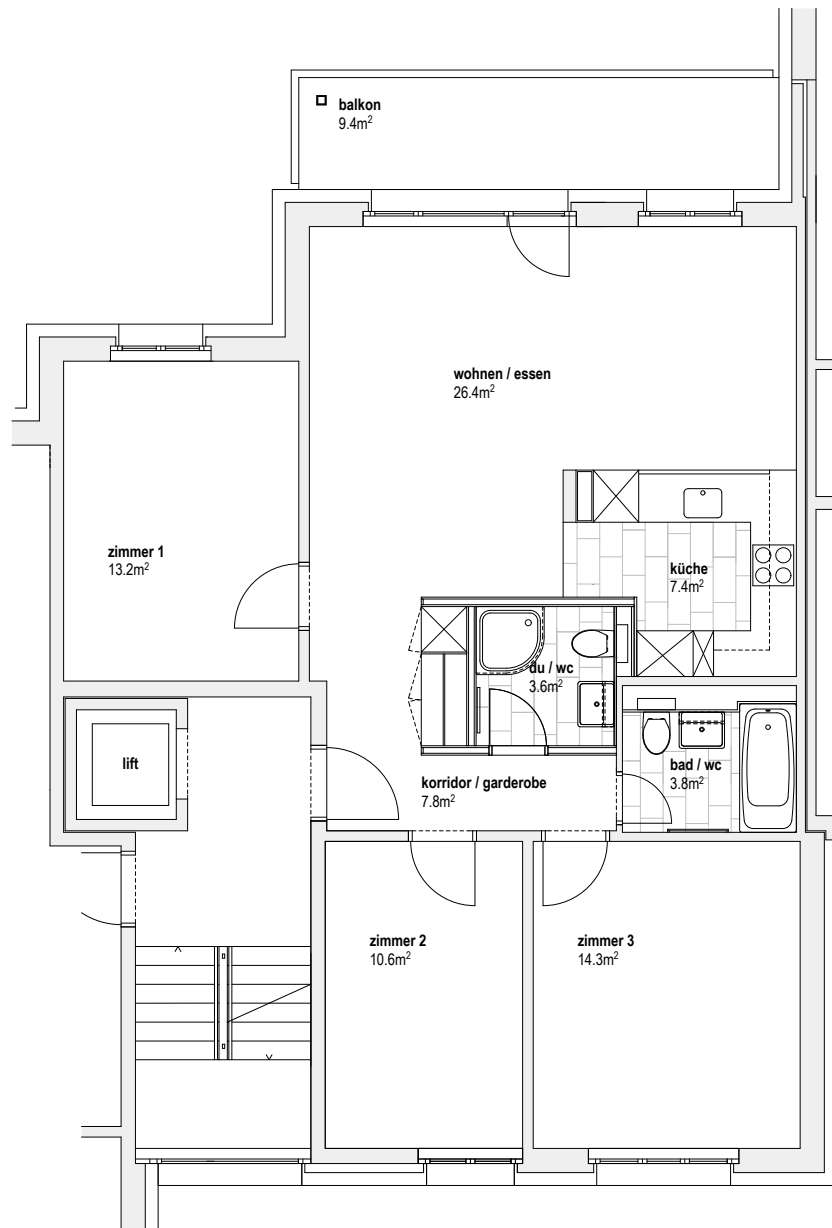 balkon
9.4m²
wohnen / essen
26.4m²
zimmer 1
13.2m²
küche
7.4m²
du / wc
3.6m²
lift
bad / wc
3.8m²
korridor / garderobe
7.8m²
zimmer 2
10.6m²
zimmer 3
14.3m²